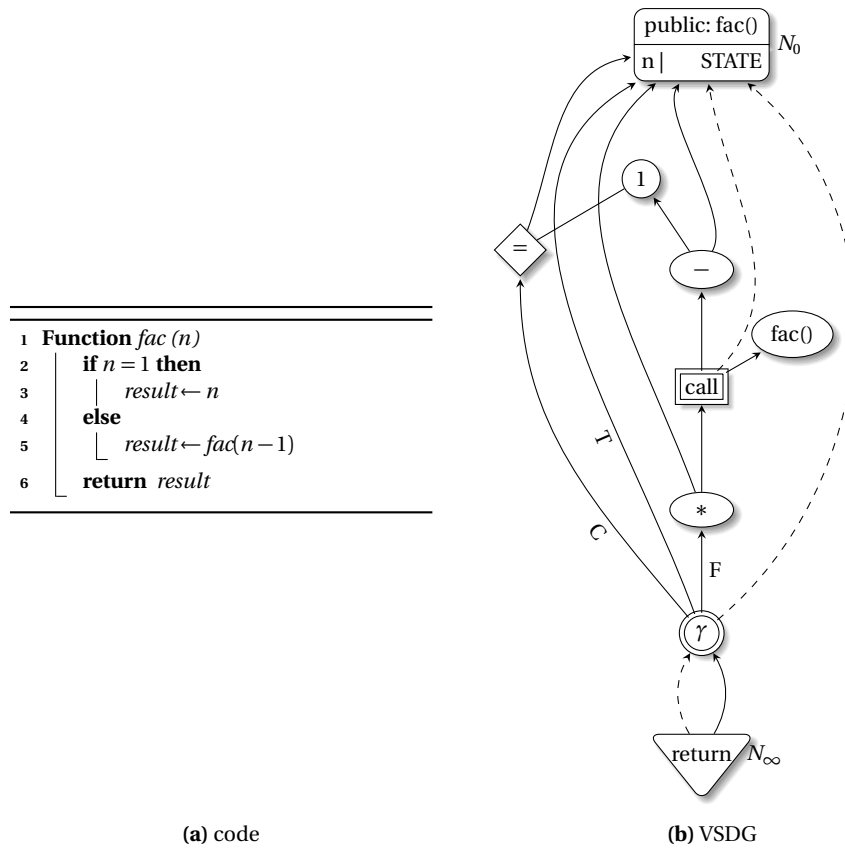 public: fac()
n | STATE
N₀
1
=
−
fac()
call
T
C
*
F
γ
return
N∞
1 Function fac (n)
2 if n = 1 then
3 result ← n
4 else
5 result ← fac(n − 1)
6 return result
(a) code
(b) VSDG